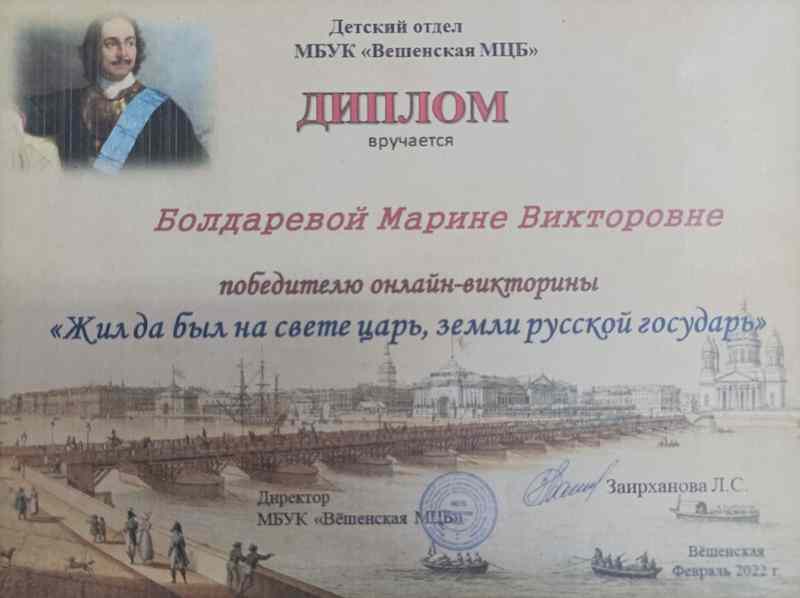 Детский отдел
МБУК «Вешенская МЦБ»
ДИПЛОМ
вручается
Болдаревой Марине Викторовне
победителю онлайн-викторины
«Жил да был на свете царь, земли русской государь»
Директор
МБУК «Вёшенская МЦБ»
Заирханова Л.С.
Вёшенская
Февраль 2022 г.